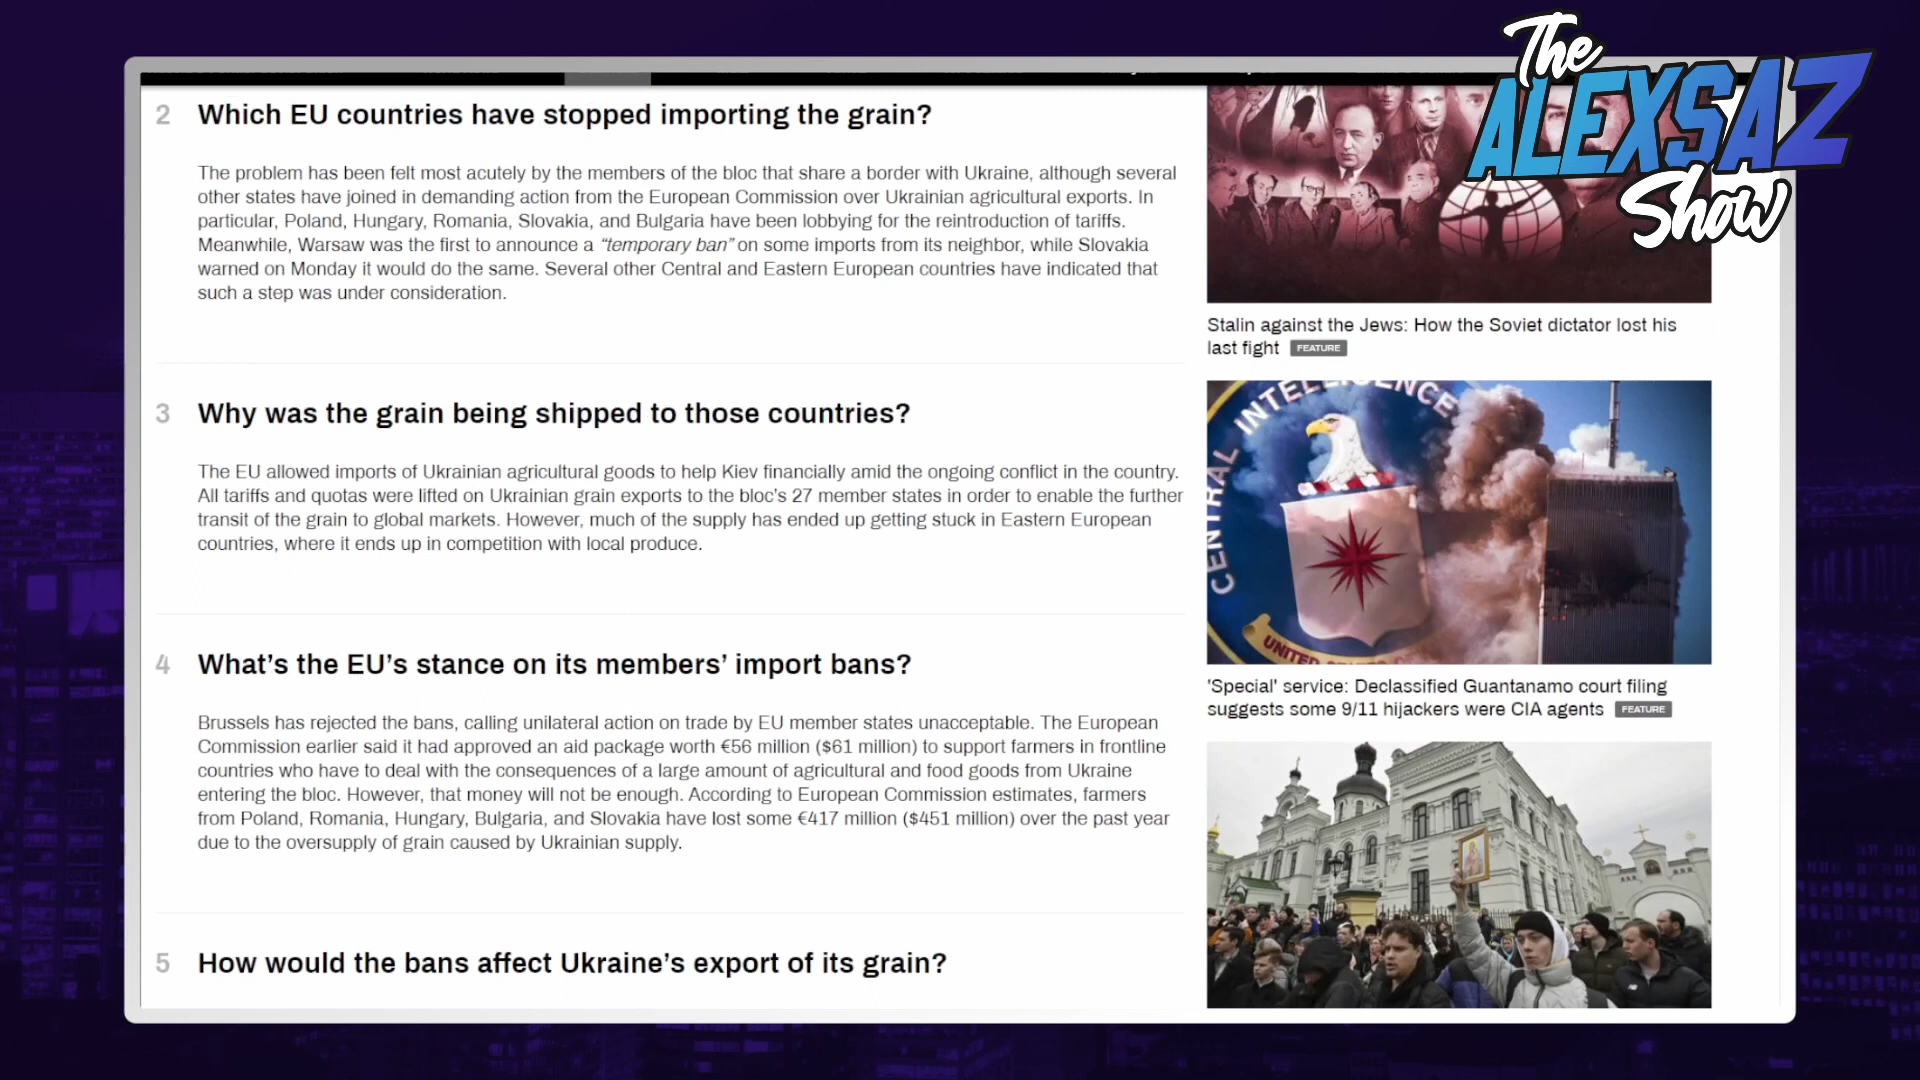 The
ALEXSAZ
Show
2 Which EU countries have stopped importing the grain?
The problem has been felt most acutely by the members of the bloc that share a border with Ukraine, although several
other states have joined in demanding action from the European Commission over Ukrainian agricultural exports. In
particular, Poland, Hungary, Romania, Slovakia, and Bulgaria have been lobbying for the reintroduction of tariffs.
Meanwhile, Warsaw was the first to announce a “temporary ban” on some imports from its neighbor, while Slovakia
warned on Monday it would do the same. Several other Central and Eastern European countries have indicated that
such a step was under consideration.
3 Why was the grain being shipped to those countries?
The EU allowed imports of Ukrainian agricultural goods to help Kiev financially amid the ongoing conflict in the country.
All tariffs and quotas were lifted on Ukrainian grain exports to the bloc's 27 member states in order to enable the further
transit of the grain to global markets. However, much of the supply has ended up getting stuck in Eastern European
countries, where it ends up in competition with local produce.
4 What’s the EU’s stance on its members’ import bans?
Brussels has rejected the bans, calling unilateral action on trade by EU member states unacceptable. The European
Commission earlier said it had approved an aid package worth €56 million ($61 million) to support farmers in frontline
countries who have to deal with the consequences of a large amount of agricultural and food goods from Ukraine
entering the bloc. However, that money will not be enough. According to European Commission estimates, farmers
from Poland, Romania, Hungary, Bulgaria, and Slovakia have lost some €417 million ($451 million) over the past year
due to the oversupply of grain caused by Ukrainian supply.
5 How would the bans affect Ukraine’s export of its grain?
Stalin against the Jews: How the Soviet dictator lost his
last fight FEATURE
CENTRAL INTELLIGENCE
UNITED STATES
'Special' service: Declassified Guantanamo court filing
suggests some 9/11 hijackers were CIA agents FEATURE